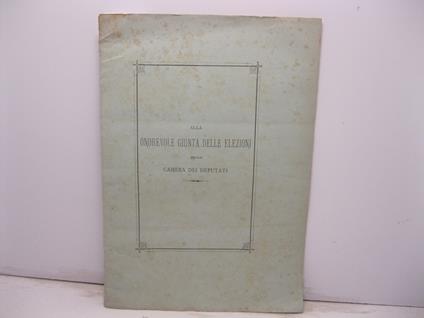 ALLA
ONOREVOLE GIUNTA DELLE ELEZIONI
DELLA
CAMERA DEI DEPUTATI